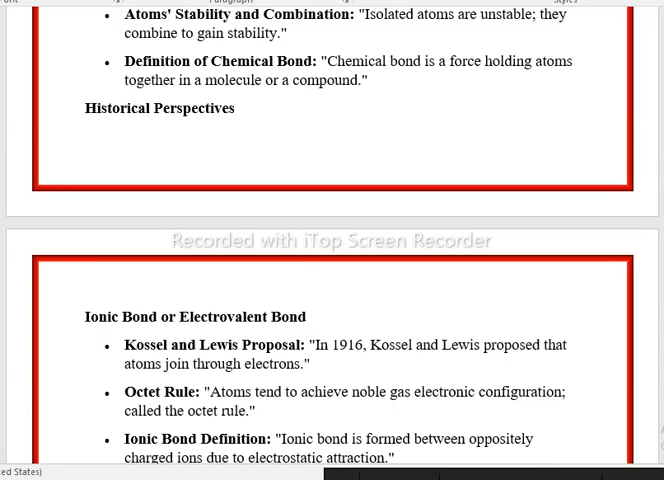 Atoms' Stability and Combination: "Isolated atoms are unstable; they
combine to gain stability."
Definition of Chemical Bond: "Chemical bond is a force holding atoms
together in a molecule or a compound."
Historical Perspectives
Recorded with iTop Screen Recorder
Ionic Bond or Electrovalent Bond
Kossel and Lewis Proposal: "In 1916, Kossel and Lewis proposed that
atoms join through electrons."
Octet Rule: "Atoms tend to achieve noble gas electronic configuration;
called the octet rule."
Ionic Bond Definition: "Ionic bond is formed between oppositely
charged ions due to electrostatic attraction."
ed States)